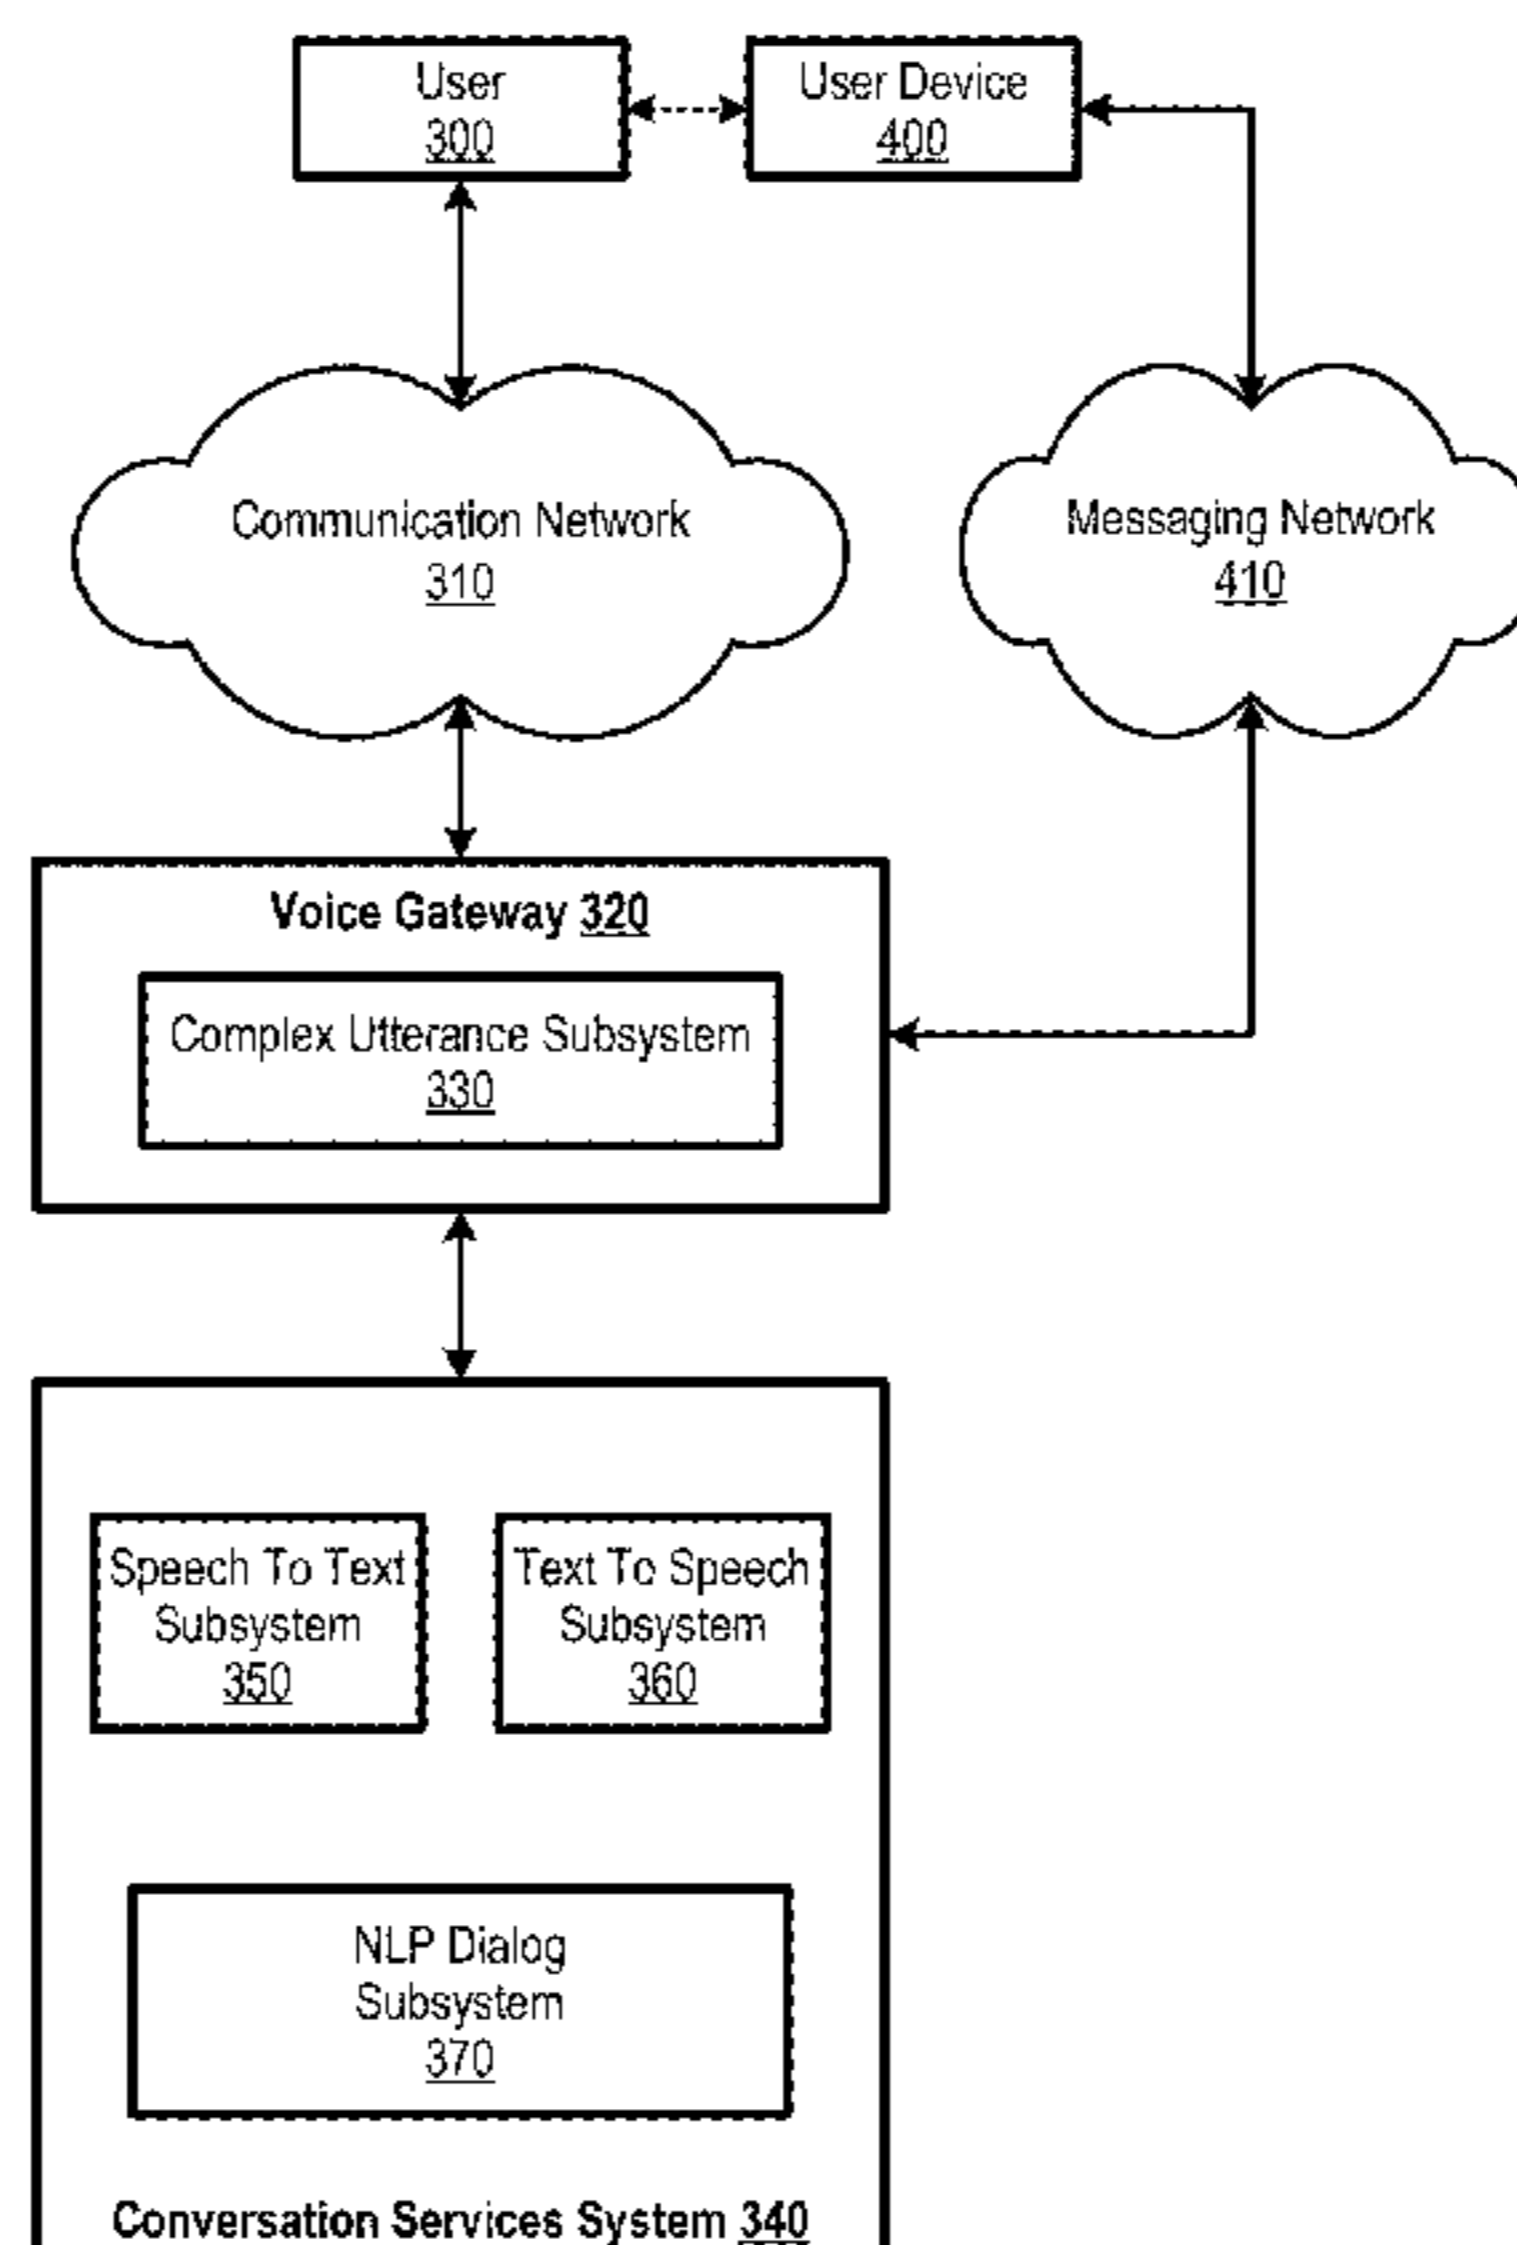 User
300
User Device
400
Communication Network
310
Messaging Network
410
Voice Gateway 320
Complex Utterance Subsystem
330
Speech To Text
Subsystem
350
Text To Speech
Subsystem
360
NLP Dialog
Subsystem
370
Conversation Services System 340